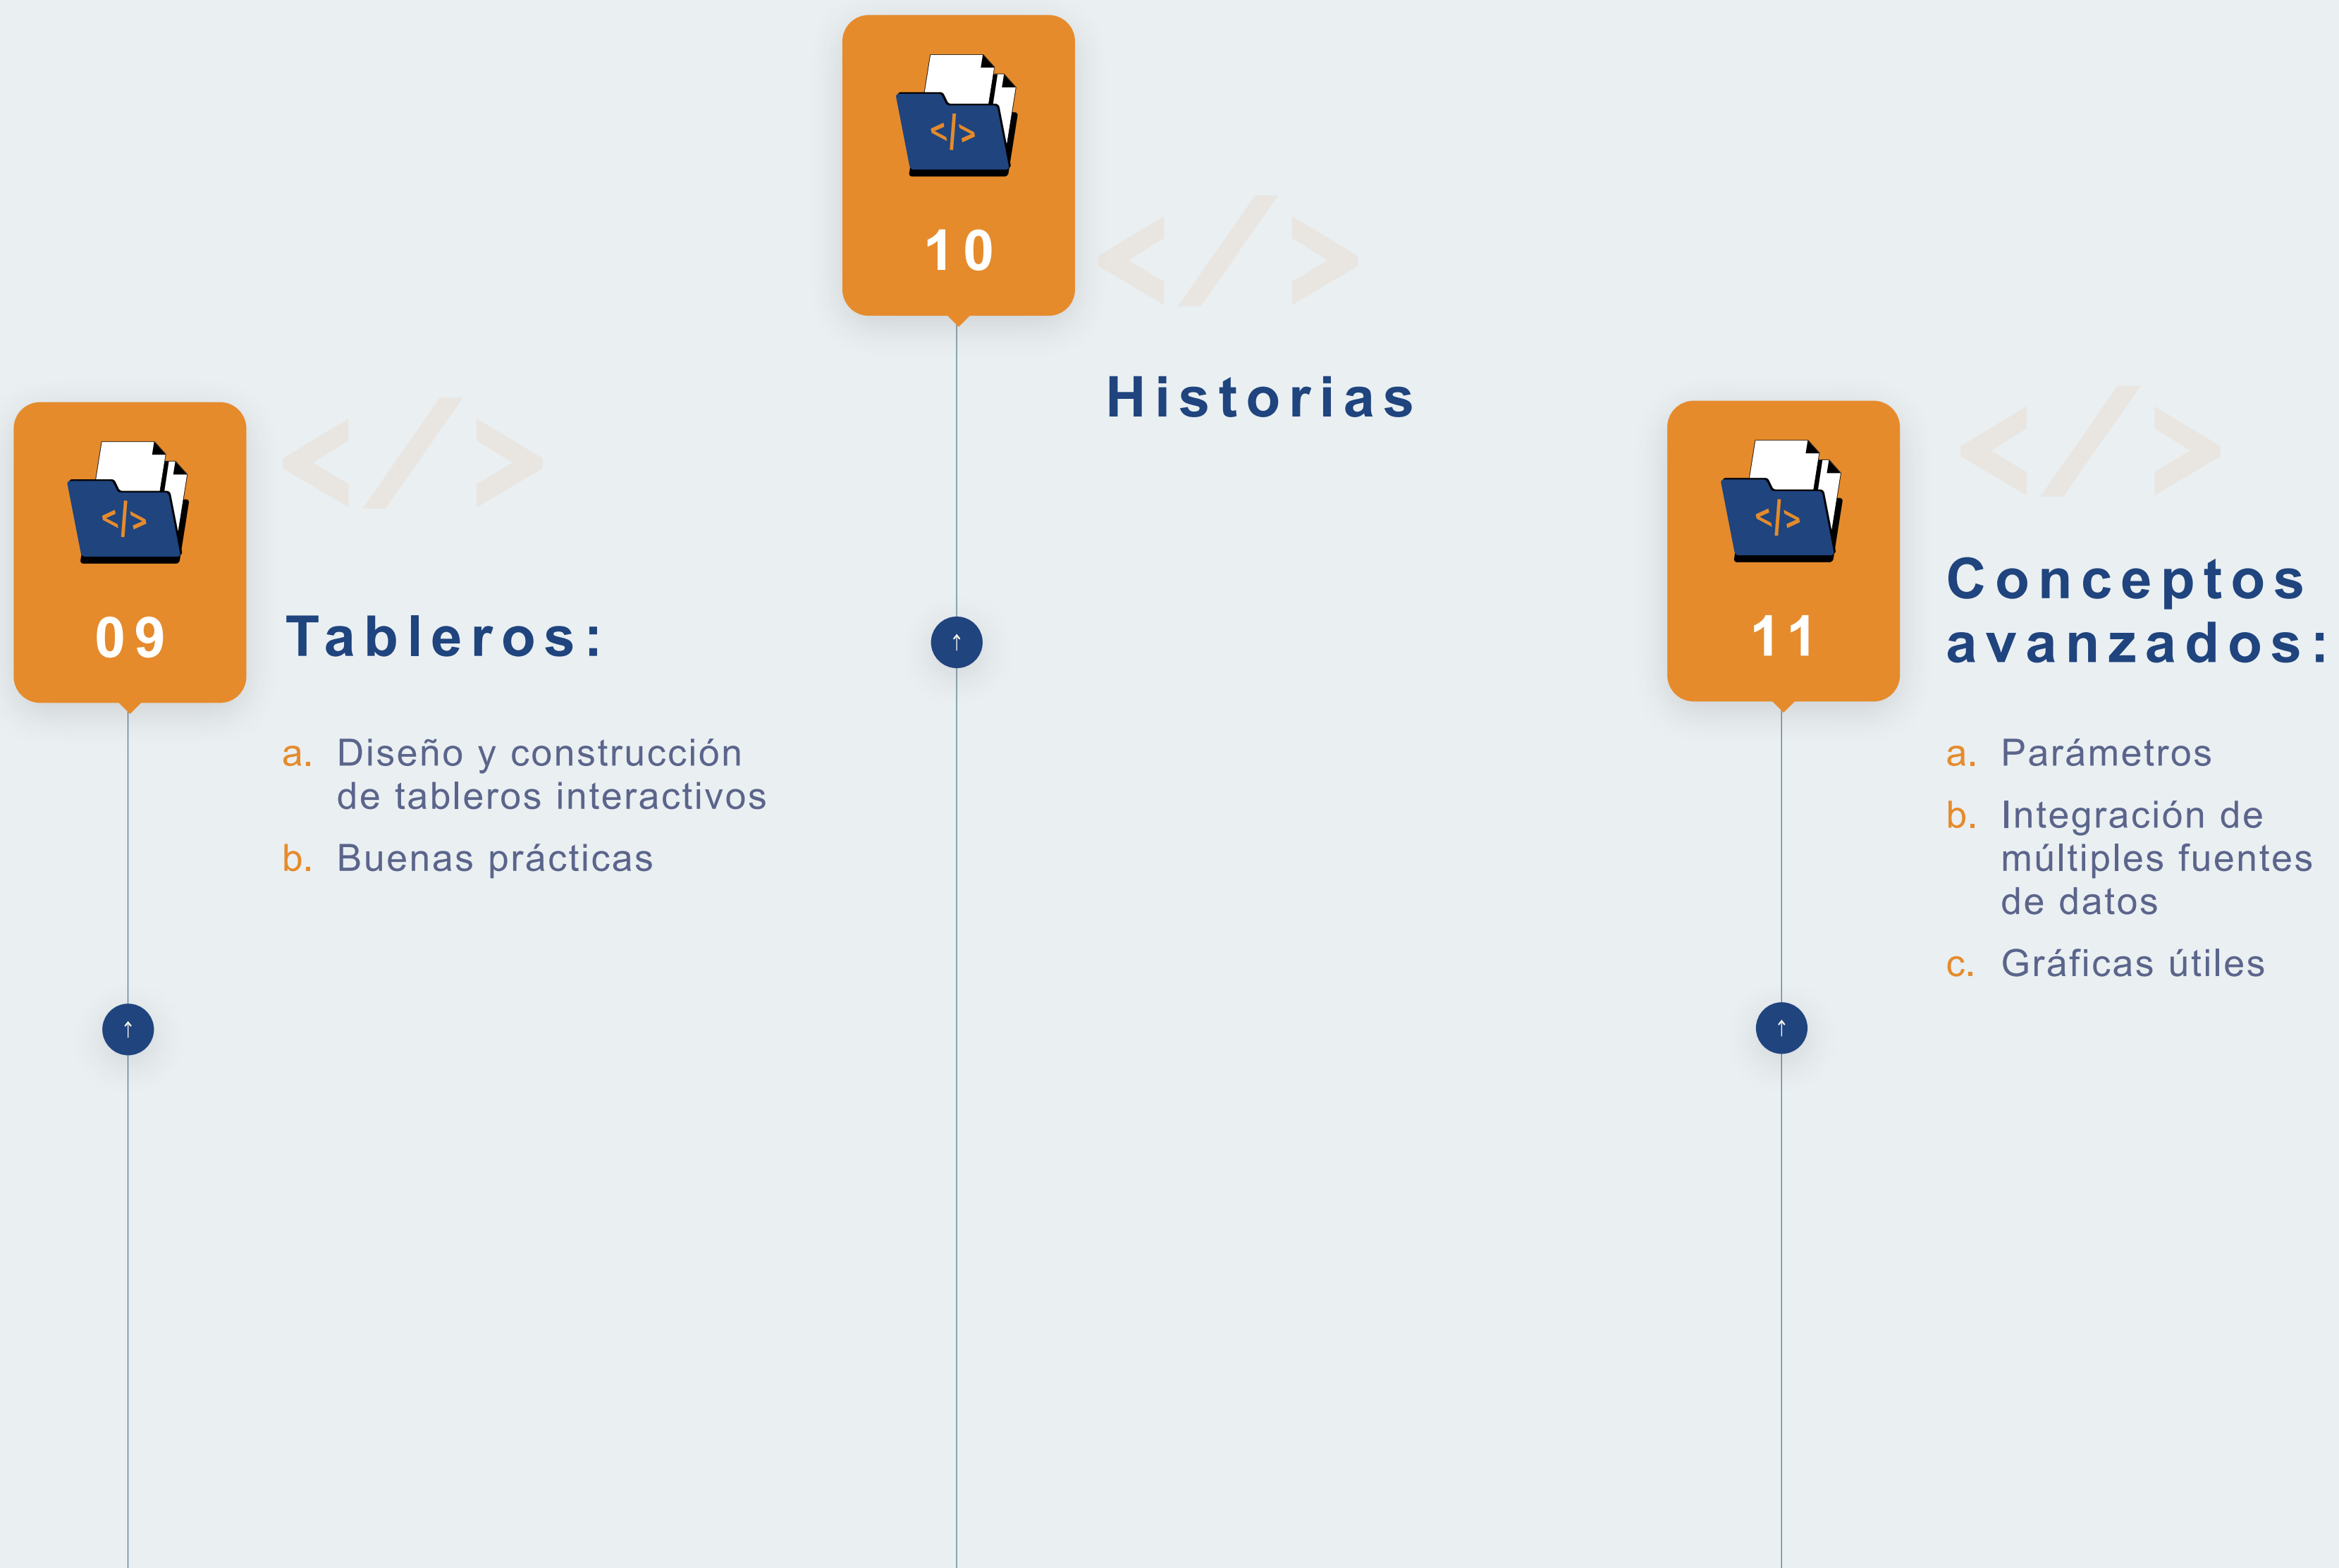 </>
09
</>
Tableros:
a. Diseño y construcción
de tableros interactivos
b. Buenas prácticas
↑
</>
10
</>
Historias
↑
</>
11
</>
Conceptos
avanzados:
a. Parámetros
b. Integración de
múltiples fuentes
de datos
c. Gráficas útiles
↑